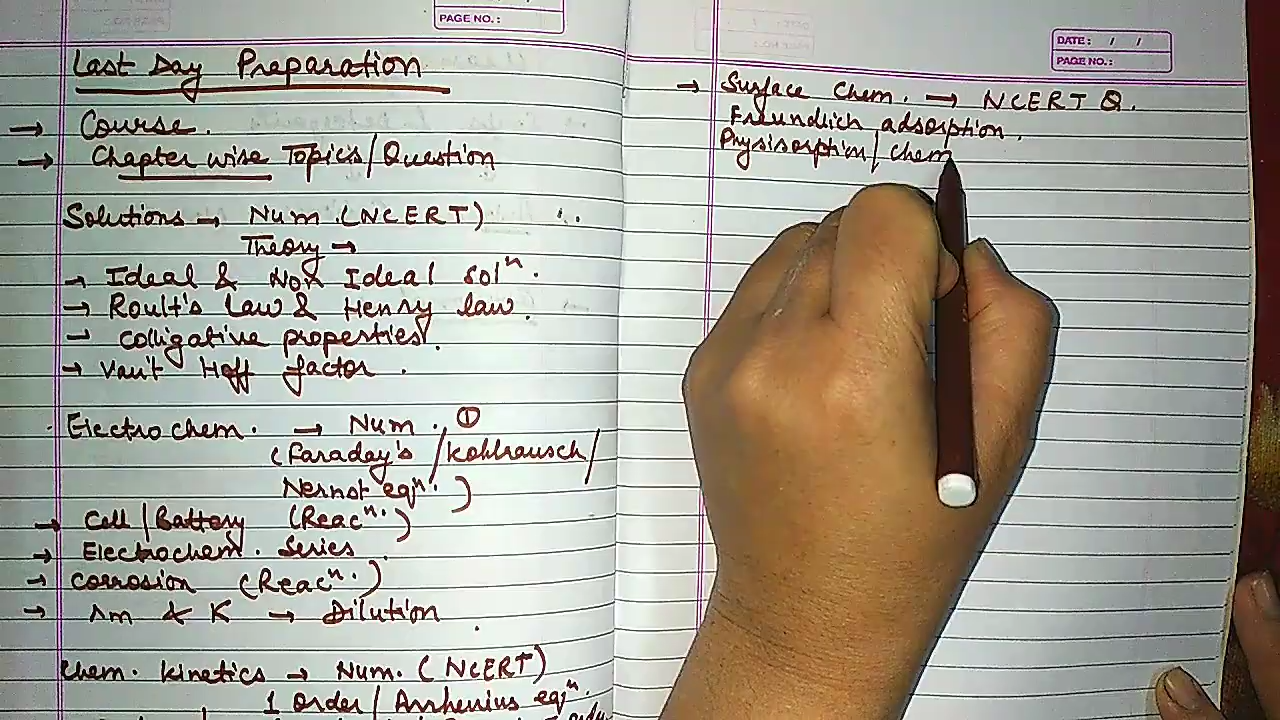 PAGE NO.:
Last Day Preparation
→ Course.
→ Chapter wise Topics/Question
Solutions → Num. (NCERT)
Theory →
→ Ideal & Non Ideal solⁿ.
→ Roult's Law & Henry law.
→ Colligative properties.
→ Van't Hoff factor.
Electrochem. → Num. ①
(Faraday's/Kohlrausch/
Nernst eqⁿ.)
→ Cell/Battery (Reacⁿ.)
→ Electrochem. Series
→ Corrosion (Reacⁿ.)
→ Λm & K → Dilution
Chem. Kinetics → Num. (NCERT)
1 Order/Arrhenius eqⁿ.
DATE: / /
PAGE NO.:
→ Surface Chem. → NCERT Q.
Freundlich adsorption.
Physisorption/Chem